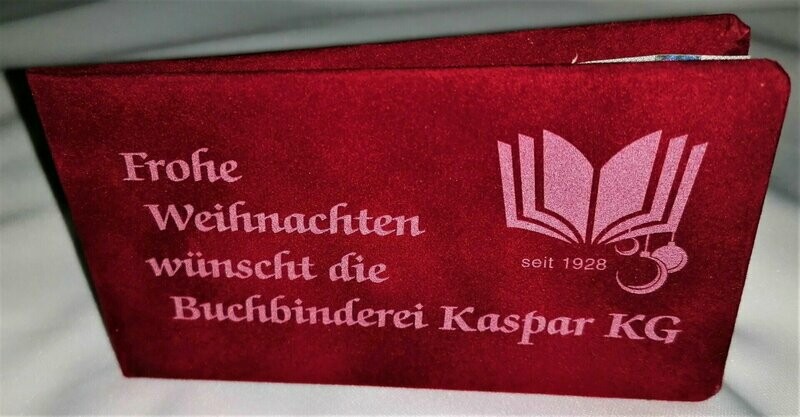 Frohe
Weihnachten
wünscht die
Buchbinderei Kaspar KG
seit 1928